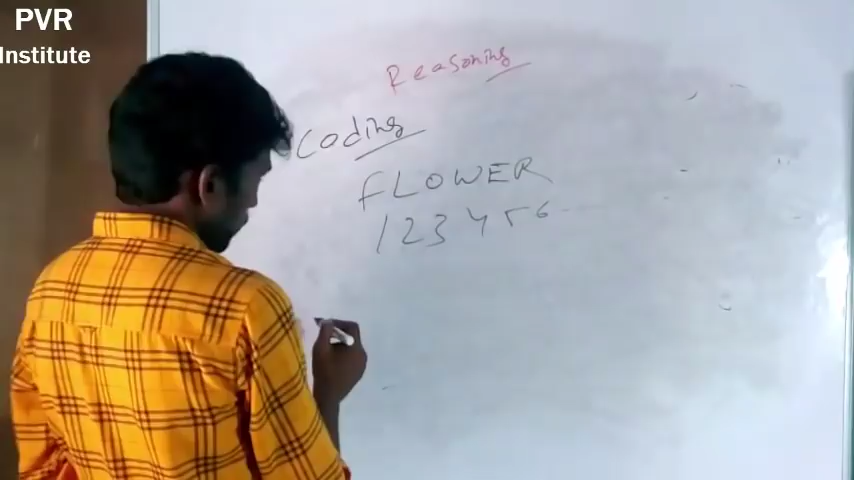 PVR
Institute
Reasoning
Coding
FLOWER
123456